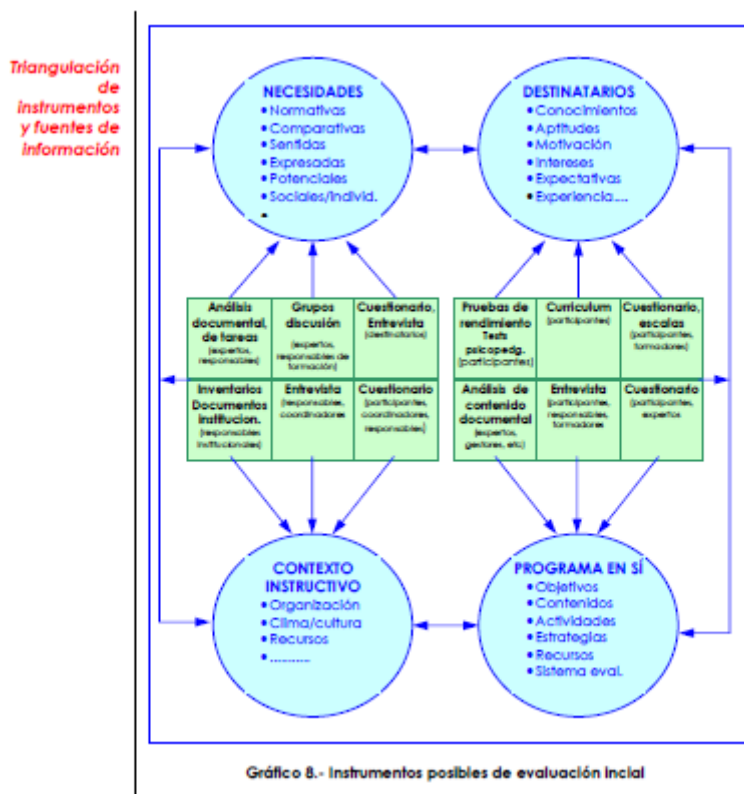 Triangulación
de
instrumentos
y fuentes de
información
NECESIDADES
• Normativas
• Comparativas
• Sentidas
• Expresadas
• Potenciales
• Sociales/individ.
•
DESTINATARIOS
• Conocimientos
• Aptitudes
• Motivación
• Intereses
• Expectativas
• Experiencia....
Análisis
documental,
de tareas
(expertos,
responsables)
Grupos
discusión
(expertos,
responsables de
formación)
Cuestionario,
Entrevista
(destinatarios)
Inventarios
Documentos
institucion.
(responsables
institucionales)
Entrevista
(responsables,
coordinadores
Cuestionario
(participantes,
coordinadores,
responsables)
Pruebas de
rendimiento
Tests
psicopedg.
(participantes)
Curriculum
(participantes)
Cuestionario,
escalas
(participantes,
formadores)
Análisis de
contenido
documental
(expertos,
gestores, etc)
Entrevista
(participantes,
responsables,
formadores
Cuestionario
(participantes,
expertos
CONTEXTO
INSTRUCTIVO
• Organización
• Clima/cultura
• Recursos
• ..........
PROGRAMA EN SÍ
• Objetivos
• Contenidos
• Actividades
• Estrategias
• Recursos
• Sistema eval.
Gráfico 8.- Instrumentos posibles de evaluación incial